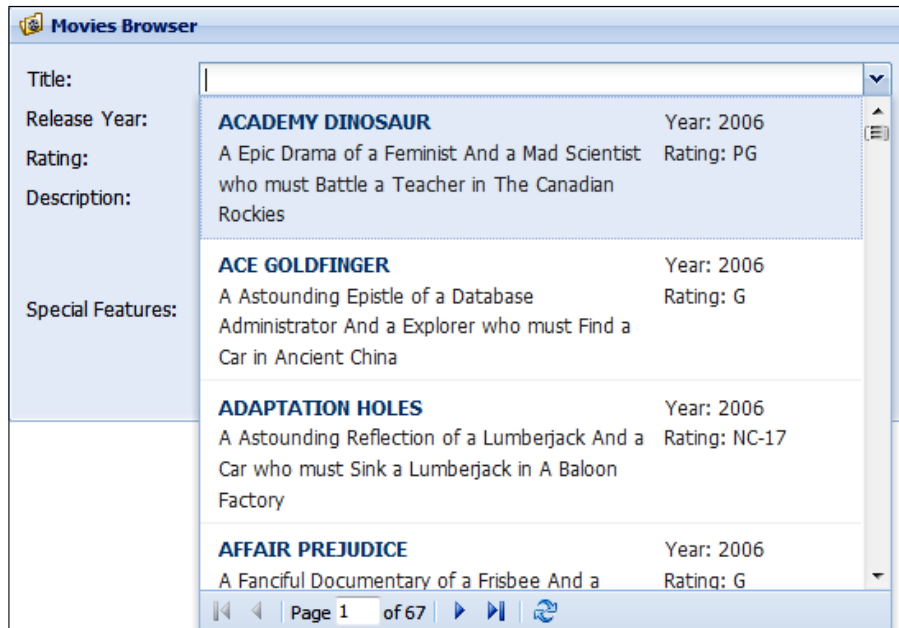 Movies Browser
Title:
Release Year:
Rating:
Description:
Special Features:
ACADEMY DINOSAUR Year: 2006
A Epic Drama of a Feminist And a Mad Scientist Rating: PG
who must Battle a Teacher in The Canadian
Rockies
ACE GOLDFINGER Year: 2006
A Astounding Epistle of a Database Rating: G
Administrator And a Explorer who must Find a
Car in Ancient China
ADAPTATION HOLES Year: 2006
A Astounding Reflection of a Lumberjack And a Rating: NC-17
Car who must Sink a Lumberjack in A Baloon
Factory
AFFAIR PREJUDICE Year: 2006
A Fanciful Documentary of a Frisbee And a Rating: G
Page 1 of 67